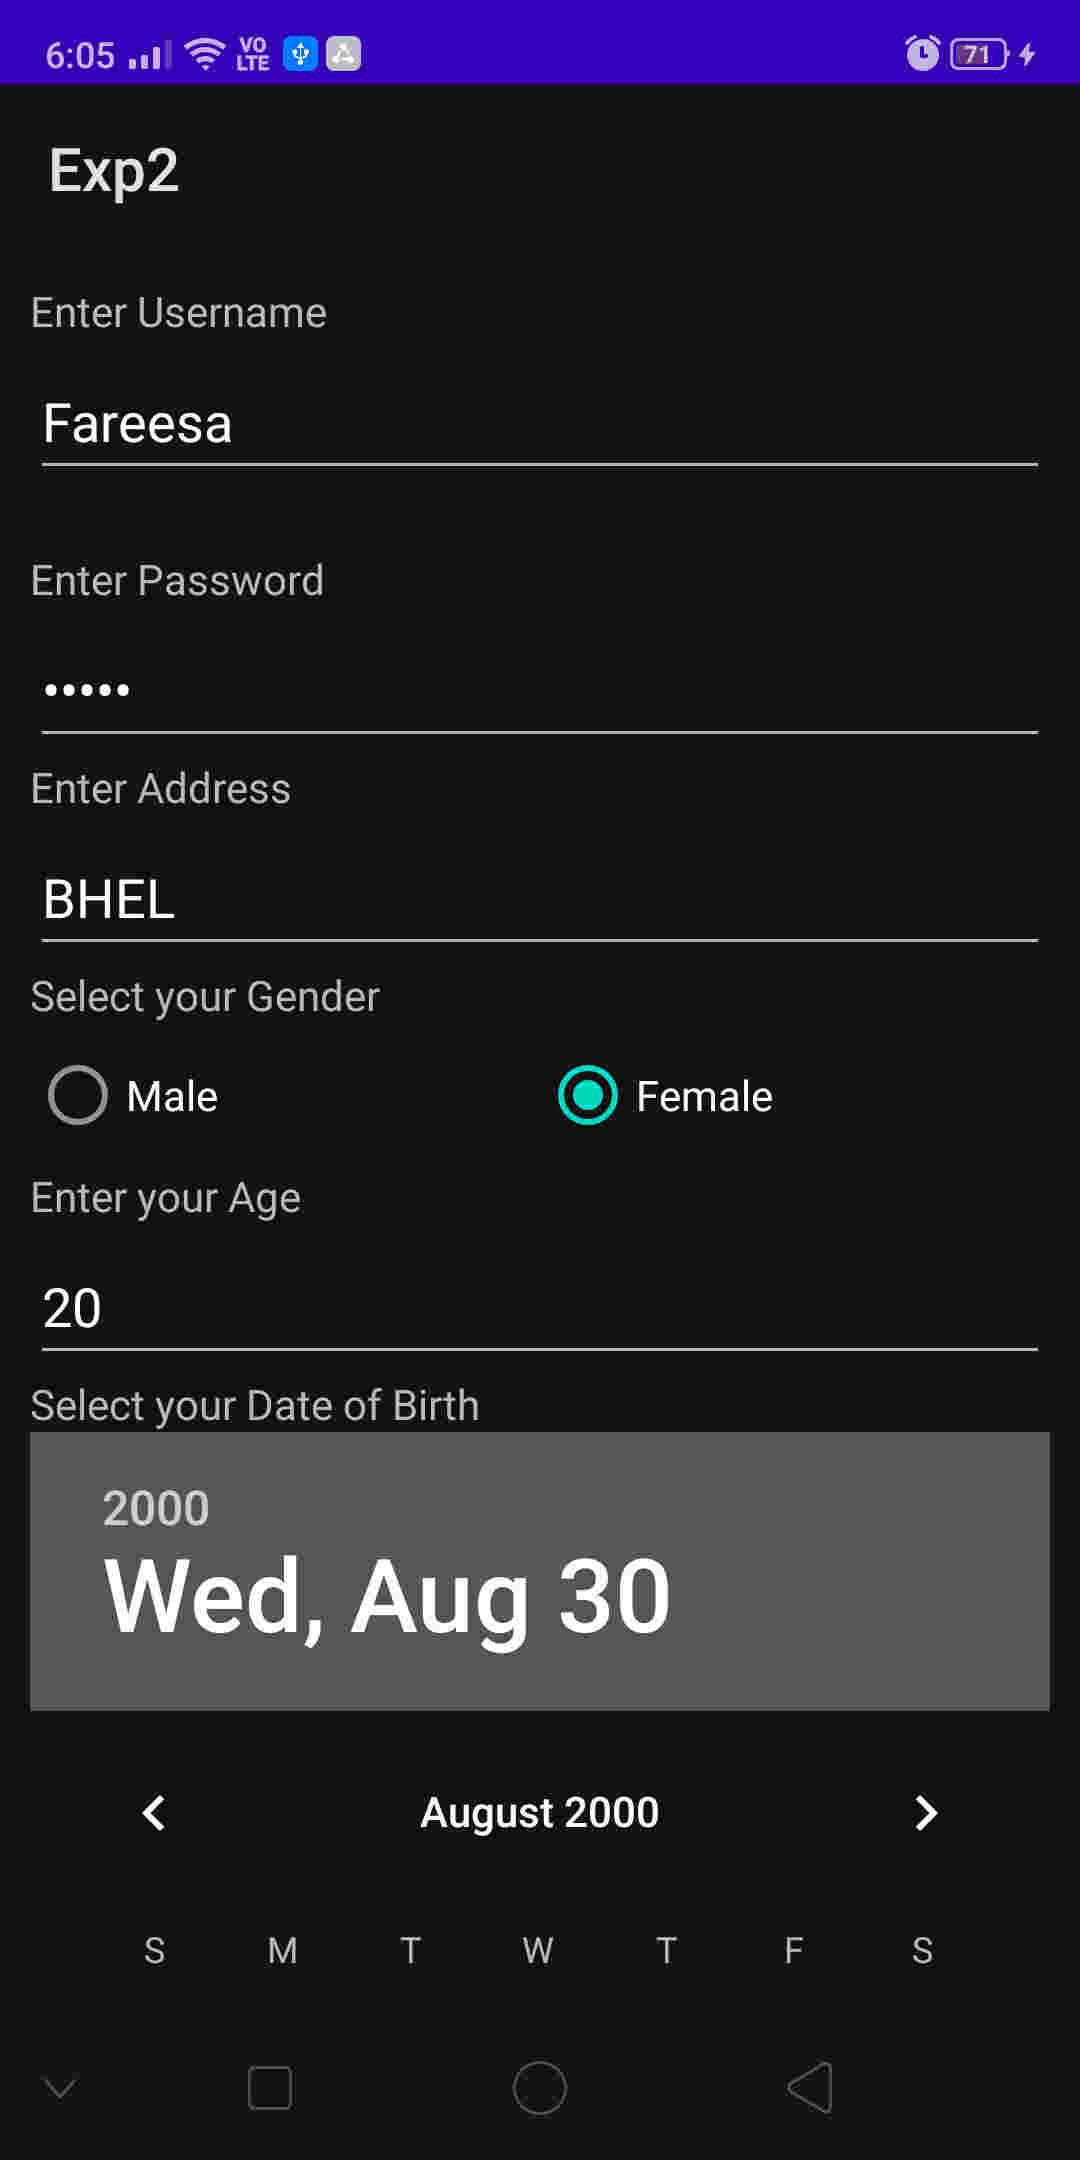 6:05 VO LTE 71
Exp2
Enter Username
Fareesa
Enter Password
•••••
Enter Address
BHEL
Select your Gender
Male Female
Enter your Age
20
Select your Date of Birth
2000
Wed, Aug 30
August 2000
S M T W T F S